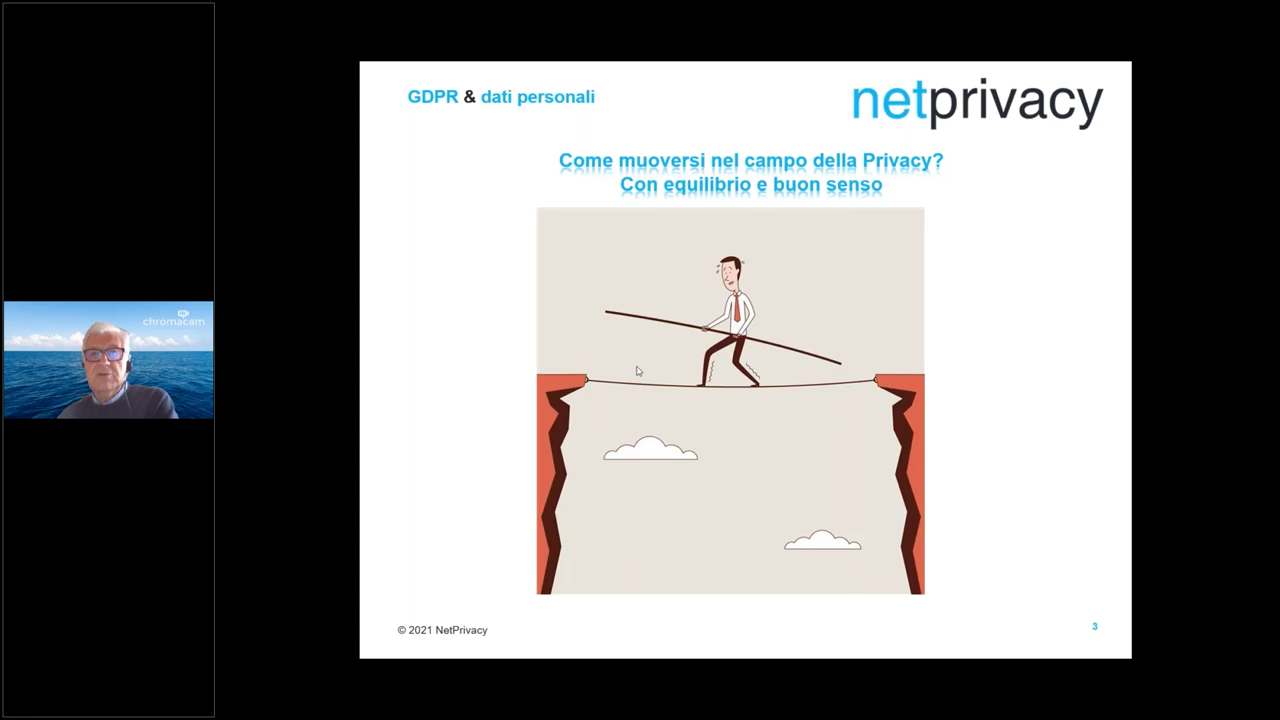 chromacam
GDPR & dati personali
netprivacy
Come muoversi nel campo della Privacy?
Con equilibrio e buon senso
© 2021 NetPrivacy
3